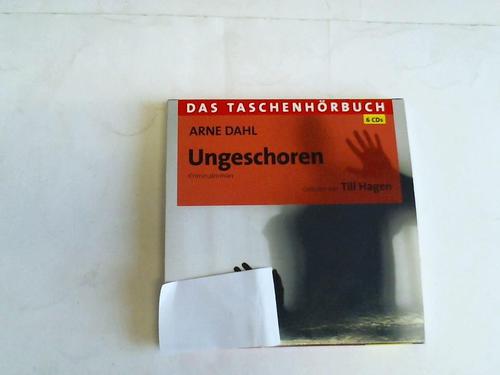 DAS TASCHENHÖRBUCH
6 CDs
ARNE DAHL
Ungeschoren
Kriminalroman
Gelesen von Till Hagen